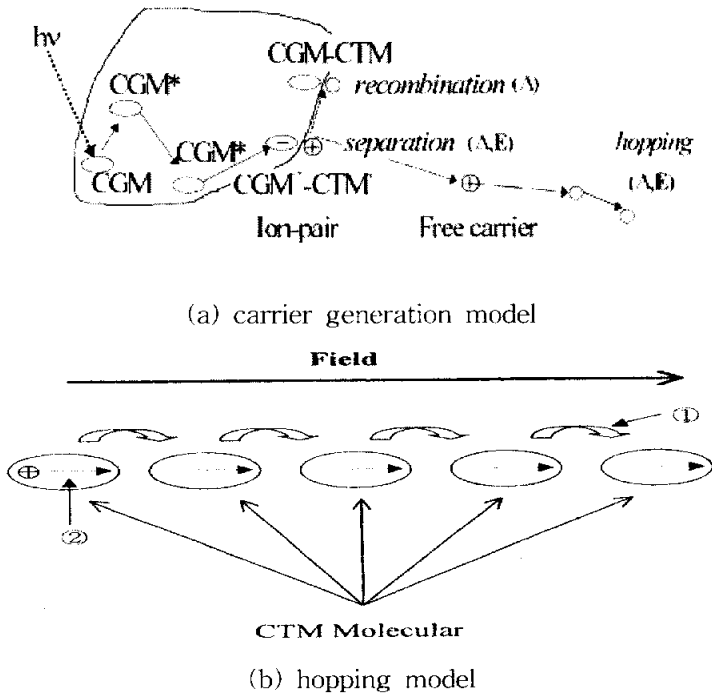 hν
CGM-CTM
CGM*
recombination (Δ)
CGM*
separation (Δ,E)
hopping
CGM
CGM⁻-CTM⁺
(Δ,E)
Ion-pair
Free carrier
(a) carrier generation model
Field
①
⊕
②
CTM Molecular
(b) hopping model